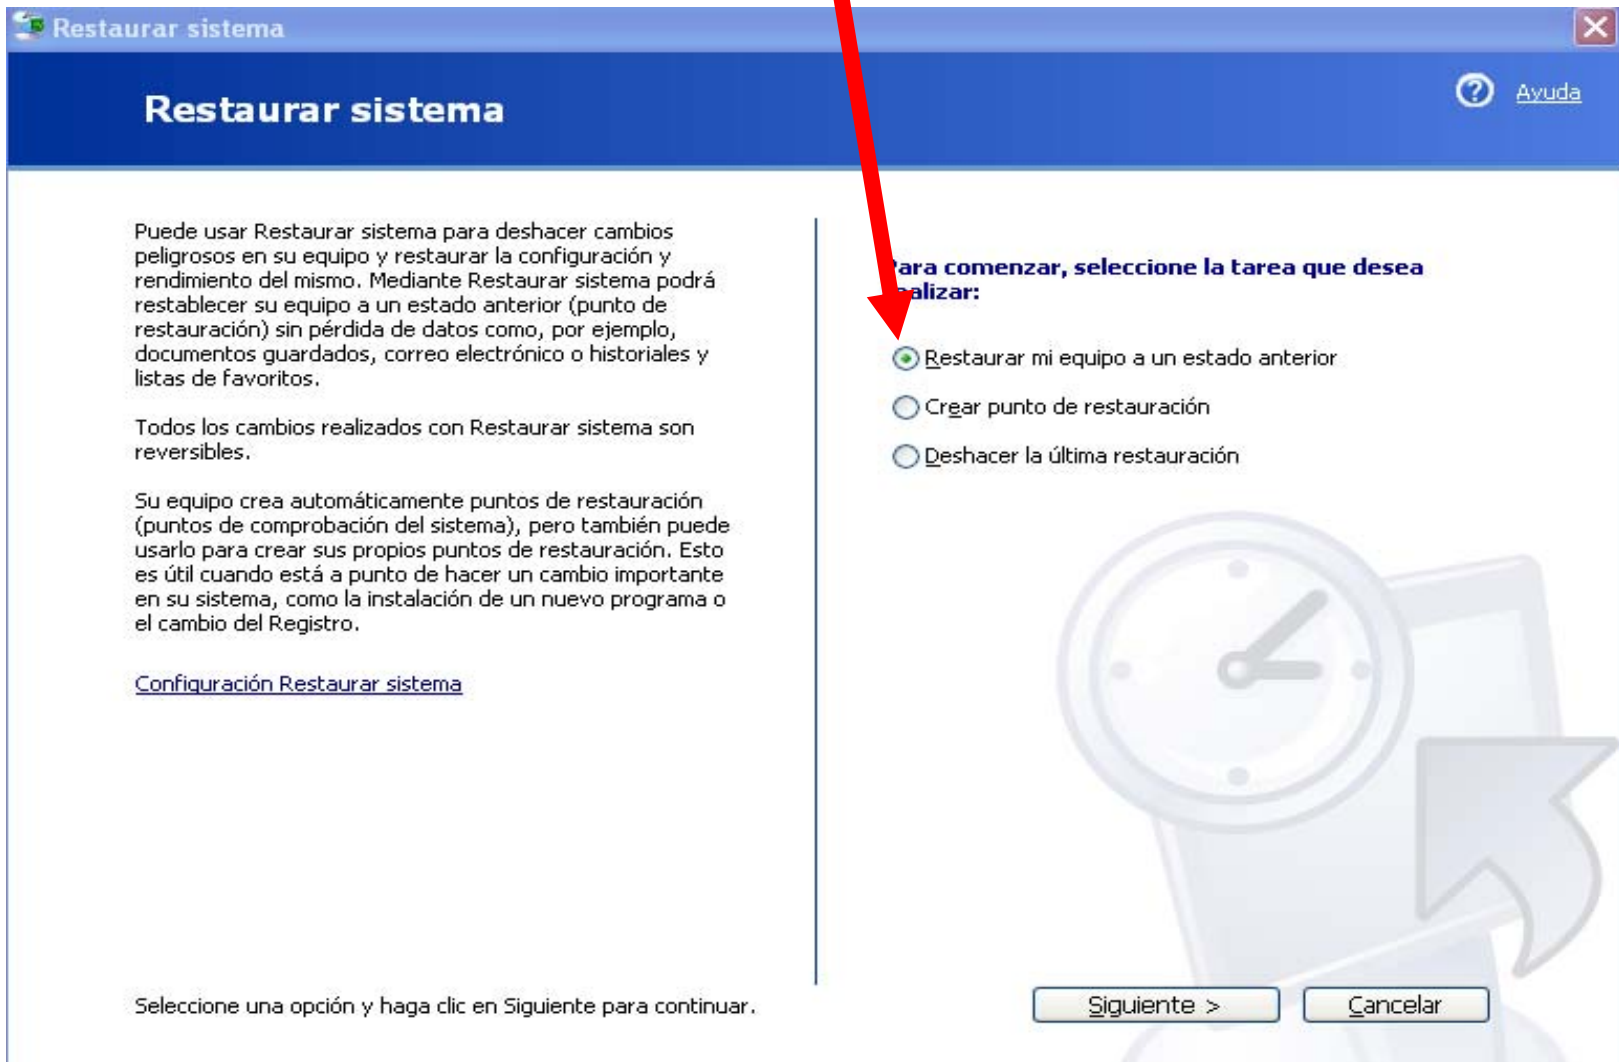 Restaurar sistema
Restaurar sistema
? Ayuda
Puede usar Restaurar sistema para deshacer cambios
peligrosos en su equipo y restaurar la configuración y
rendimiento del mismo. Mediante Restaurar sistema podrá
restablecer su equipo a un estado anterior (punto de
restauración) sin pérdida de datos como, por ejemplo,
documentos guardados, correo electrónico o historiales y
listas de favoritos.
Todos los cambios realizados con Restaurar sistema son
reversibles.
Su equipo crea automáticamente puntos de restauración
(puntos de comprobación del sistema), pero también puede
usarlo para crear sus propios puntos de restauración. Esto
es útil cuando está a punto de hacer un cambio importante
en su sistema, como la instalación de un nuevo programa o
el cambio del Registro.
Configuración Restaurar sistema
Para comenzar, seleccione la tarea que desea
realizar:
Restaurar mi equipo a un estado anterior
Crear punto de restauración
Deshacer la última restauración
Seleccione una opción y haga clic en Siguiente para continuar.
Siguiente >
Cancelar